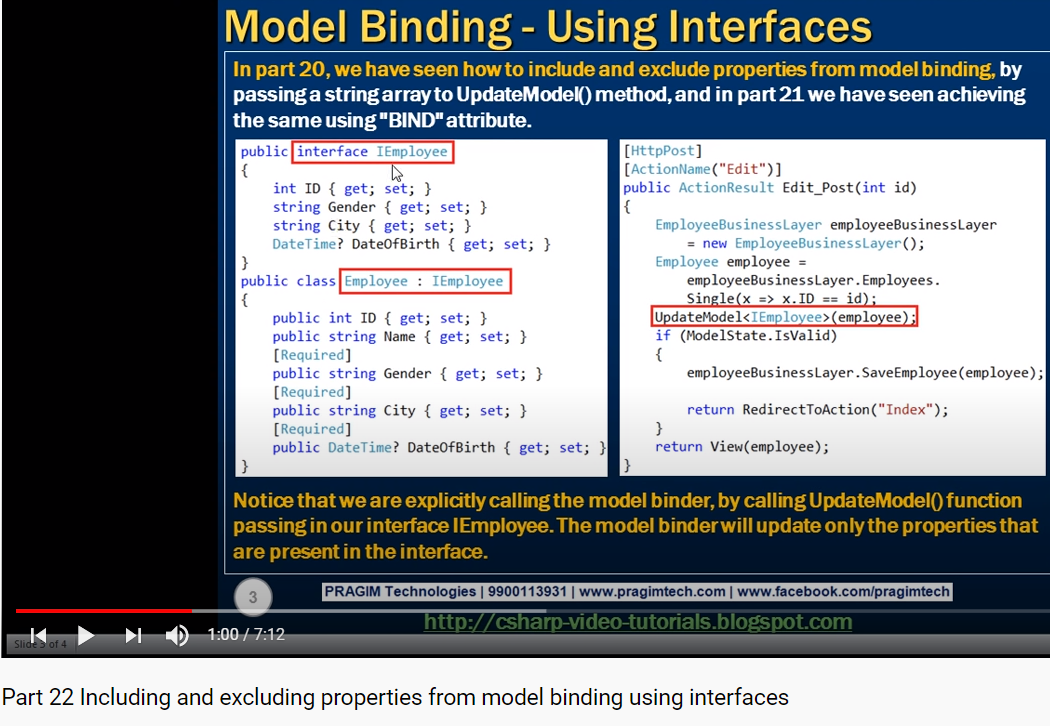 Model Binding - Using Interfaces
In part 20, we have seen how to include and exclude properties from model binding, by
passing a string array to UpdateModel() method, and in part 21 we have seen achieving
the same using "BIND" attribute.
public interface IEmployee
{
    int ID { get; set; }
    string Gender { get; set; }
    string City { get; set; }
    DateTime? DateOfBirth { get; set; }
}
public class Employee : IEmployee
{
    public int ID { get; set; }
    public string Name { get; set; }
    [Required]
    public string Gender { get; set; }
    [Required]
    public string City { get; set; }
    [Required]
    public DateTime? DateOfBirth { get; set; }
}
[HttpPost]
[ActionName("Edit")]
public ActionResult Edit_Post(int id)
{
    EmployeeBusinessLayer employeeBusinessLayer
        = new EmployeeBusinessLayer();
    Employee employee =
        employeeBusinessLayer.Employees.
        Single(x => x.ID == id);
    UpdateModel<IEmployee>(employee);
    if (ModelState.IsValid)
    {
        employeeBusinessLayer.SaveEmployee(employee);
        return RedirectToAction("Index");
    }
    return View(employee);
}
Notice that we are explicitly calling the model binder, by calling UpdateModel() function
passing in our interface IEmployee. The model binder will update only the properties that
are present in the interface.
3
PRAGIM Technologies | 9900113931 | www.pragimtech.com | www.facebook.com/pragimtech
http://csharp-video-tutorials.blogspot.com
1:00 / 7:12
Slide 3 of 4
Part 22 Including and excluding properties from model binding using interfaces